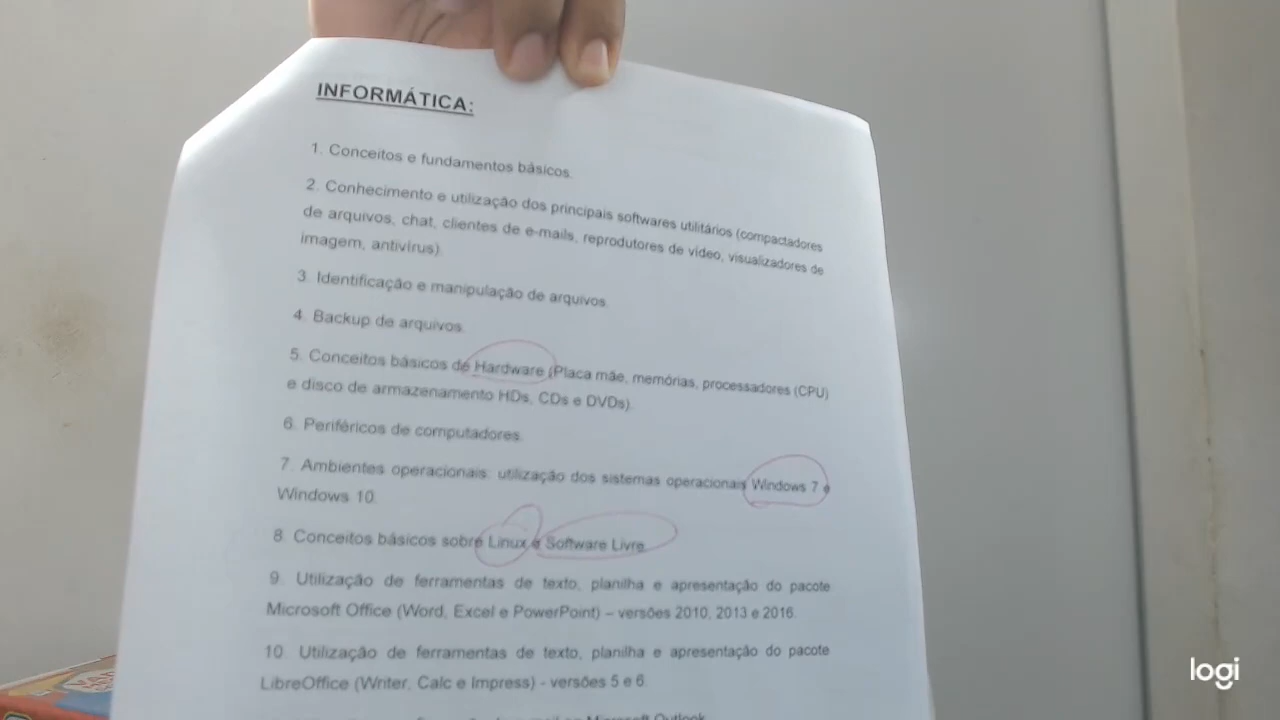 INFORMÁTICA:
1. Conceitos e fundamentos básicos.
2. Conhecimento e utilização dos principais softwares utilitários (compactadores
de arquivos, chat, clientes de e-mails, reprodutores de vídeo, visualizadores de
imagem, antivírus).
3. Identificação e manipulação de arquivos.
4. Backup de arquivos.
5. Conceitos básicos de Hardware (Placa mãe, memórias, processadores (CPU)
e disco de armazenamento HDs, CDs e DVDs).
6. Periféricos de computadores.
7. Ambientes operacionais: utilização dos sistemas operacionais Windows 7 e
Windows 10.
8. Conceitos básicos sobre Linux e Software Livre.
9. Utilização de ferramentas de texto, planilha e apresentação do pacote
Microsoft Office (Word, Excel e PowerPoint) – versões 2010, 2013 e 2016.
10. Utilização de ferramentas de texto, planilha e apresentação do pacote
LibreOffice (Writer, Calc e Impress) - versões 5 e 6.
Microsoft Outlook.
logi